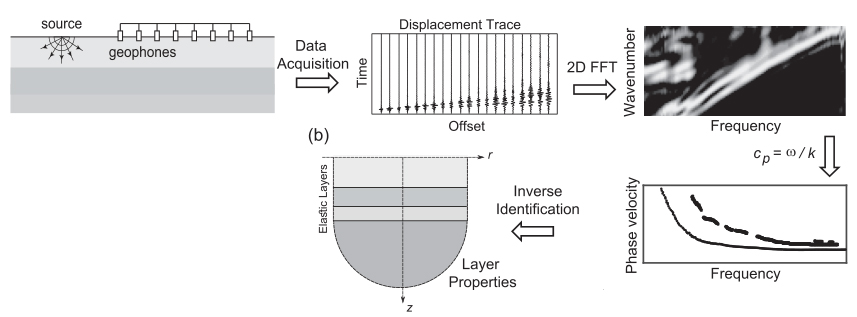 source
geophones
Data
Acquisition
Displacement Trace
Time
Offset
2D FFT
Wavenumber
Frequency
c_p = ω / k
Phase velocity
Frequency
Inverse
Identification
(b)
r
Elastic Layers
Layer
Properties
z